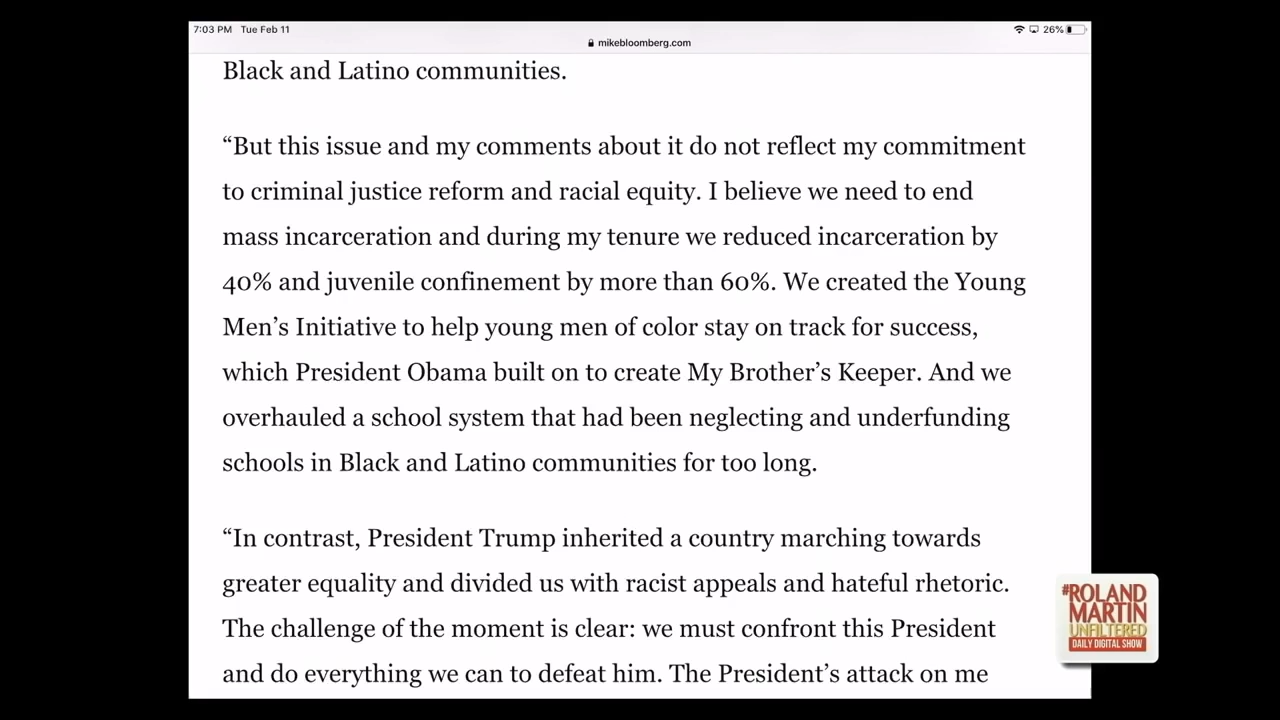 7:03 PM Tue Feb 11
26%
mikebloomberg.com
Black and Latino communities.
“But this issue and my comments about it do not reflect my commitment
to criminal justice reform and racial equity. I believe we need to end
mass incarceration and during my tenure we reduced incarceration by
40% and juvenile confinement by more than 60%. We created the Young
Men’s Initiative to help young men of color stay on track for success,
which President Obama built on to create My Brother’s Keeper. And we
overhauled a school system that had been neglecting and underfunding
schools in Black and Latino communities for too long.
“In contrast, President Trump inherited a country marching towards
greater equality and divided us with racist appeals and hateful rhetoric.
The challenge of the moment is clear: we must confront this President
and do everything we can to defeat him. The President’s attack on me
#ROLAND
MARTIN
UNFILTERED
DAILY DIGITAL SHOW